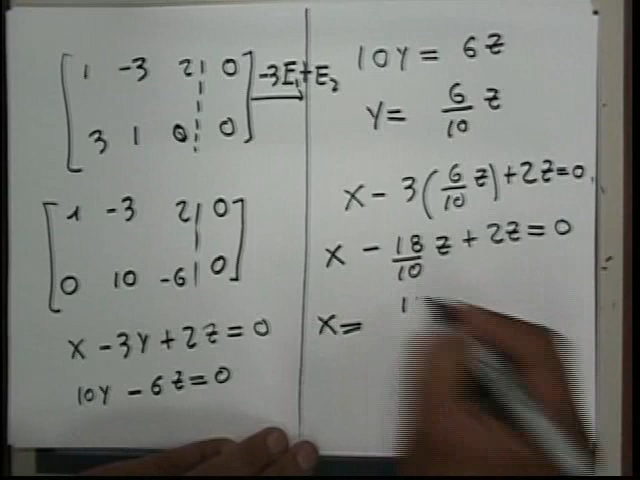 1 -3 2 0 -3E₁+E₂
3 1 0 0
1 -3 2 0
0 10 -6 0
x - 3y + 2z = 0
10y - 6z = 0
10y = 6z
y = 6/10 z
x - 3(6/10 z) + 2z = 0
x - 18/10 z + 2z = 0
x =